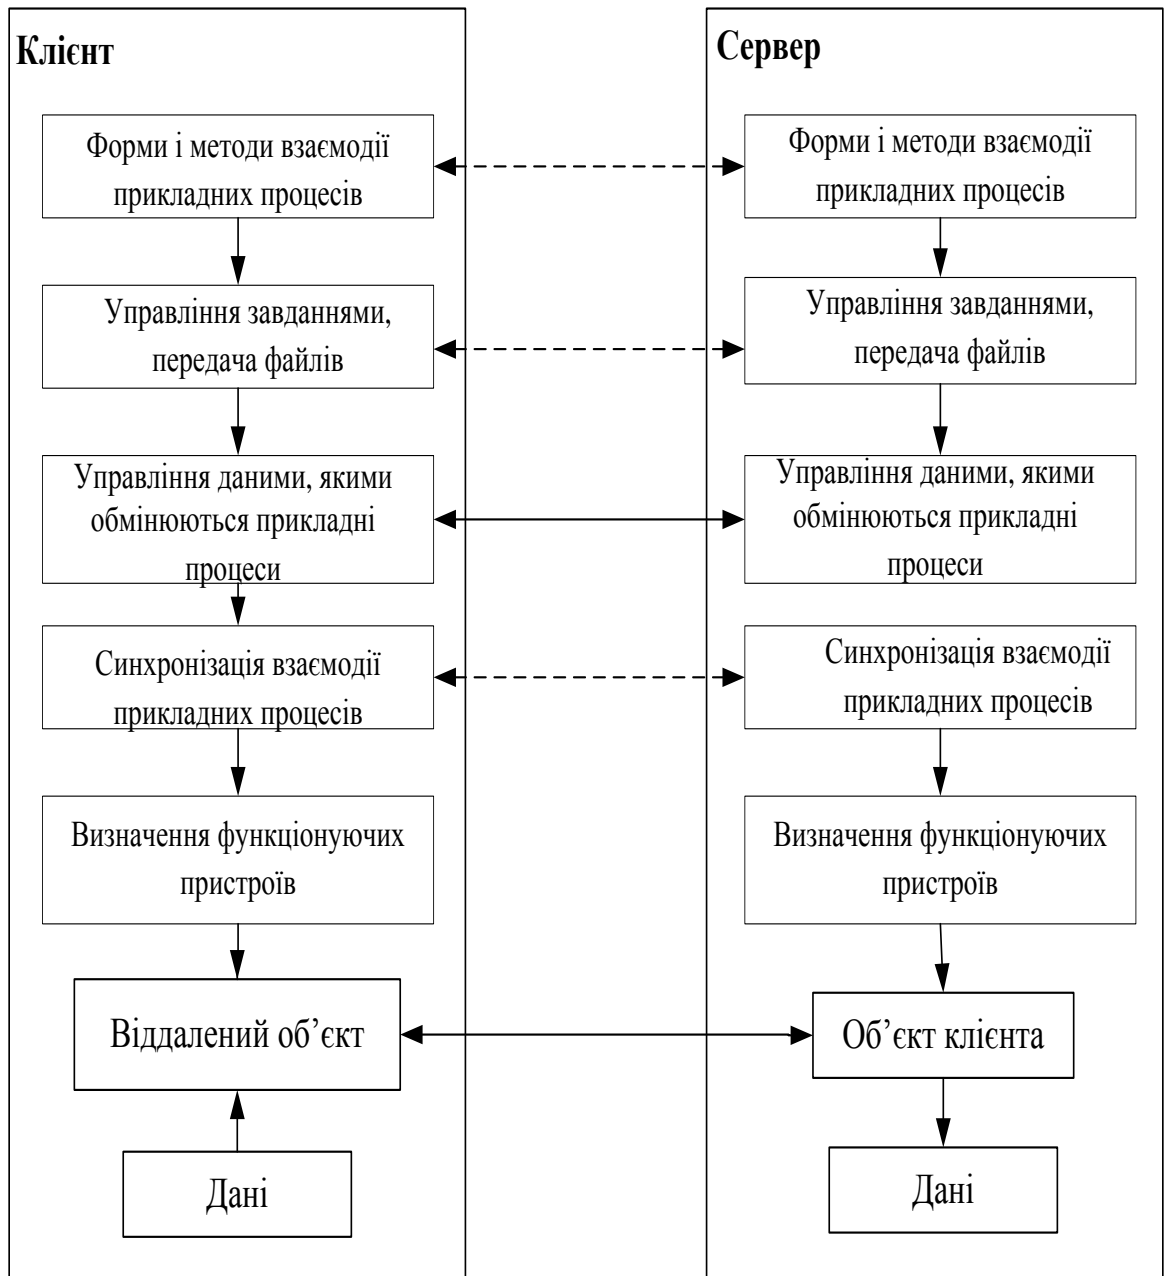 Клієнт
Форми і методи взаємодії
прикладних процесів
Управління завданнями,
передача файлів
Управління даними, якими
обмінюються прикладні
процеси
Синхронізація взаємодії
прикладних процесів
Визначення функціонуючих
пристроїв
Віддалений об’єкт
Дані
Сервер
Форми і методи взаємодії
прикладних процесів
Управління завданнями,
передача файлів
Управління даними, якими
обмінюються прикладні
процеси
Синхронізація взаємодії
прикладних процесів
Визначення функціонуючих
пристроїв
Об’єкт клієнта
Дані